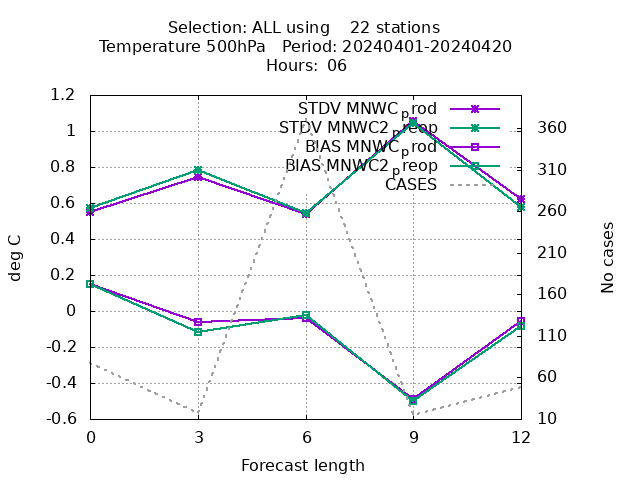 Selection: ALL using    22 stations
Temperature 500hPa   Period: 20240401-20240420
Hours: 06
STDV MNWC_prod
STDV MNWC2_preop
BIAS MNWC_prod
BIAS MNWC2_preop
CASES
1.2
1
0.8
0.6
0.4
0.2
0
-0.2
-0.4
-0.6
deg C
360
310
260
210
160
110
60
10
No cases
0 3 6 9 12
Forecast length